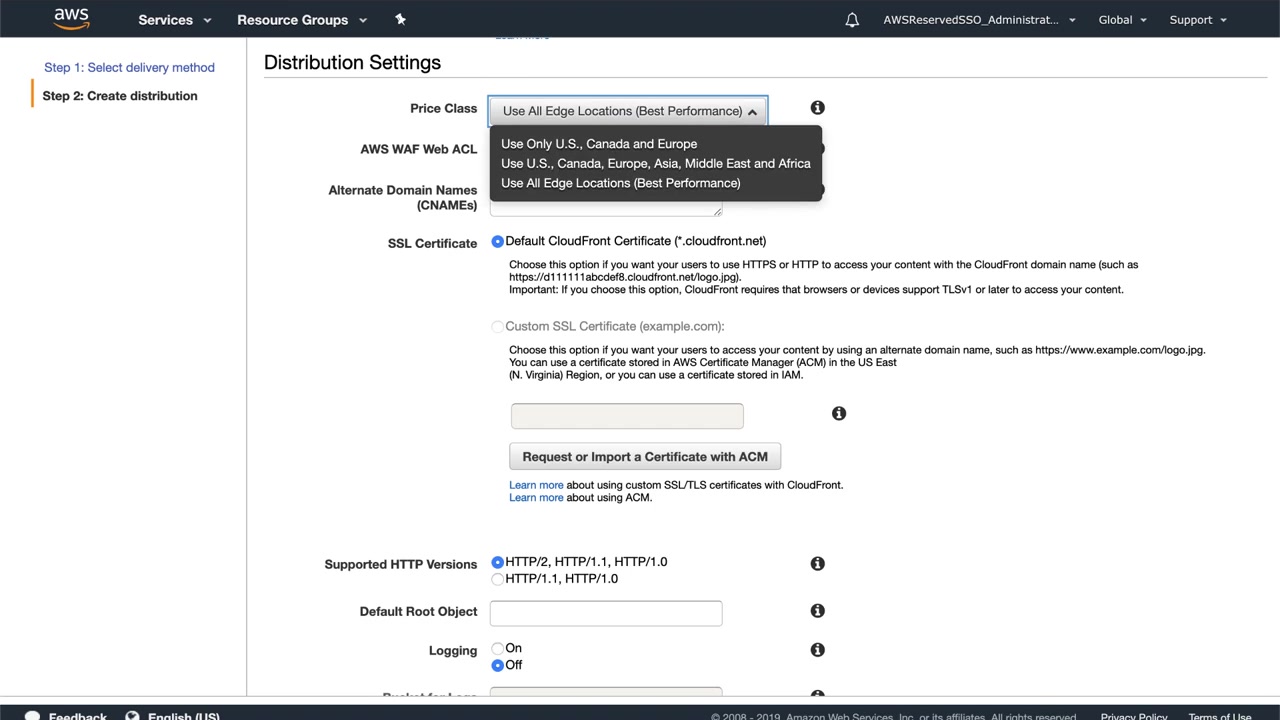 aws Services Resource Groups AWSReservedSSO_Administrat... Global Support
Learn more
Step 1: Select delivery method
Step 2: Create distribution
Distribution Settings
Price Class Use All Edge Locations (Best Performance)
Use Only U.S., Canada and Europe
Use U.S., Canada, Europe, Asia, Middle East and Africa
Use All Edge Locations (Best Performance)
AWS WAF Web ACL
Alternate Domain Names
(CNAMEs)
SSL Certificate Default CloudFront Certificate (*.cloudfront.net)
Choose this option if you want your users to use HTTPS or HTTP to access your content with the CloudFront domain name (such as
https://d111111abcdef8.cloudfront.net/logo.jpg).
Important: If you choose this option, CloudFront requires that browsers or devices support TLSv1 or later to access your content.
Custom SSL Certificate (example.com):
Choose this option if you want your users to access your content by using an alternate domain name, such as https://www.example.com/logo.jpg.
You can use a certificate stored in AWS Certificate Manager (ACM) in the US East
(N. Virginia) Region, or you can use a certificate stored in IAM.
Request or Import a Certificate with ACM
Learn more about using custom SSL/TLS certificates with CloudFront.
Learn more about using ACM.
Supported HTTP Versions HTTP/2, HTTP/1.1, HTTP/1.0
HTTP/1.1, HTTP/1.0
Default Root Object
Logging On
Off
Bucket for Logs
Feedback English (US) © 2008 - 2019, Amazon Web Services, Inc. or its affiliates. All rights reserved. Privacy Policy Terms of Use